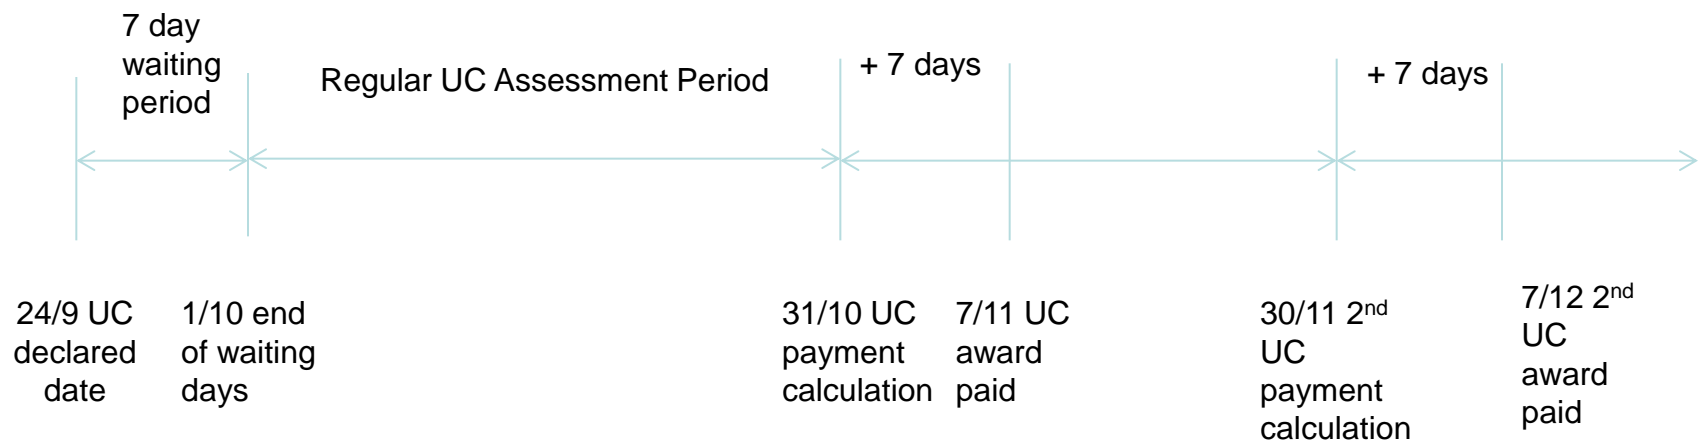 7 day
waiting
period
Regular UC Assessment Period
+ 7 days
+ 7 days
24/9 UC
declared
date
1/10 end
of waiting
days
31/10 UC
payment
calculation
7/11 UC
award
paid
30/11 2nd
UC
payment
calculation
7/12 2nd
UC
award
paid